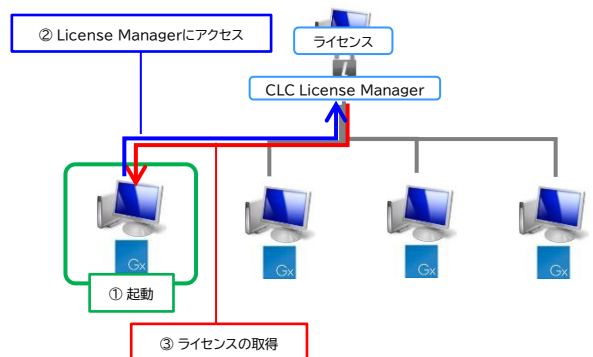 ② License Managerにアクセス
ライセンス
CLC License Manager
Gx
Gx
Gx
Gx
① 起動
③ ライセンスの取得